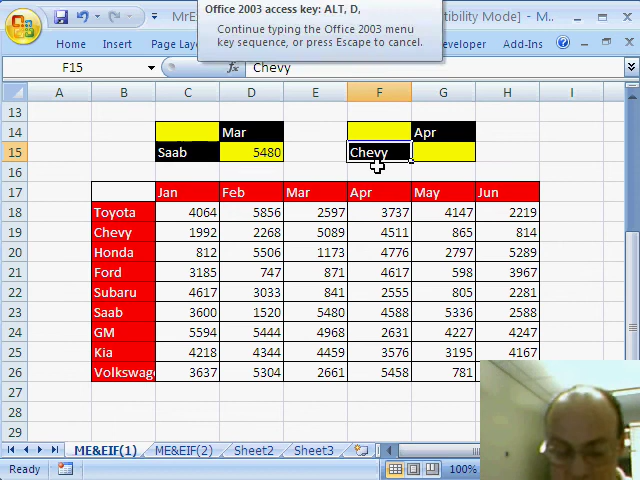 Office 2003 access key: ALT, D,
Continue typing the Office 2003 menu
key sequence, or press Escape to cancel.
MrE
tibility Mode] - M...
Home Insert
eveloper Add-Ins
F15 fx Chevy
A B C D E F G H I
13
14 Mar Apr
15 Saab 5480 Chevy
16
17 Jan Feb Mar Apr May Jun
18 Toyota 4064 5856 2597 3737 4147 2219
19 Chevy 1992 2268 5089 4511 865 814
20 Honda 812 5506 1173 4776 2797 5289
21 Ford 3185 747 871 4617 598 3967
22 Subaru 4617 3033 841 2555 805 2281
23 Saab 3600 1520 5480 4588 5336 2588
24 GM 5594 5444 4968 2631 4227 4247
25 Kia 4218 4344 4459 3576 3195 4167
26 Volkswage 3637 5304 2661 5458 781
27
28
29
ME&EIF(1) ME&EIF(2) Sheet2 Sheet3
Ready 100%